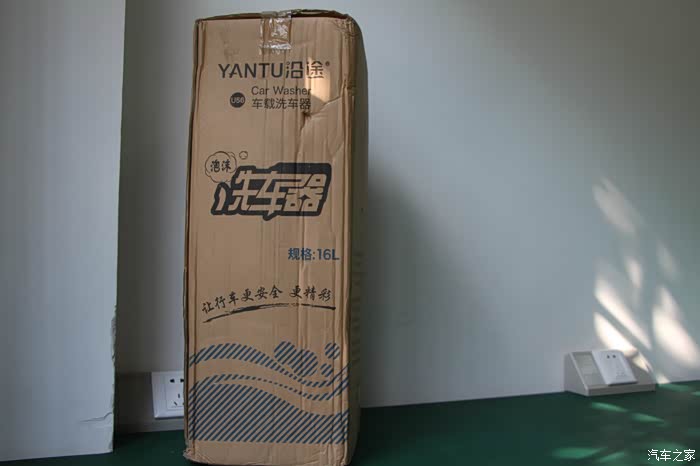 YANTU沿途®
Car Washer
U56 车载洗车器
泡沫
洗车器
规格:16L
让行车更安全 更精彩
汽车之家